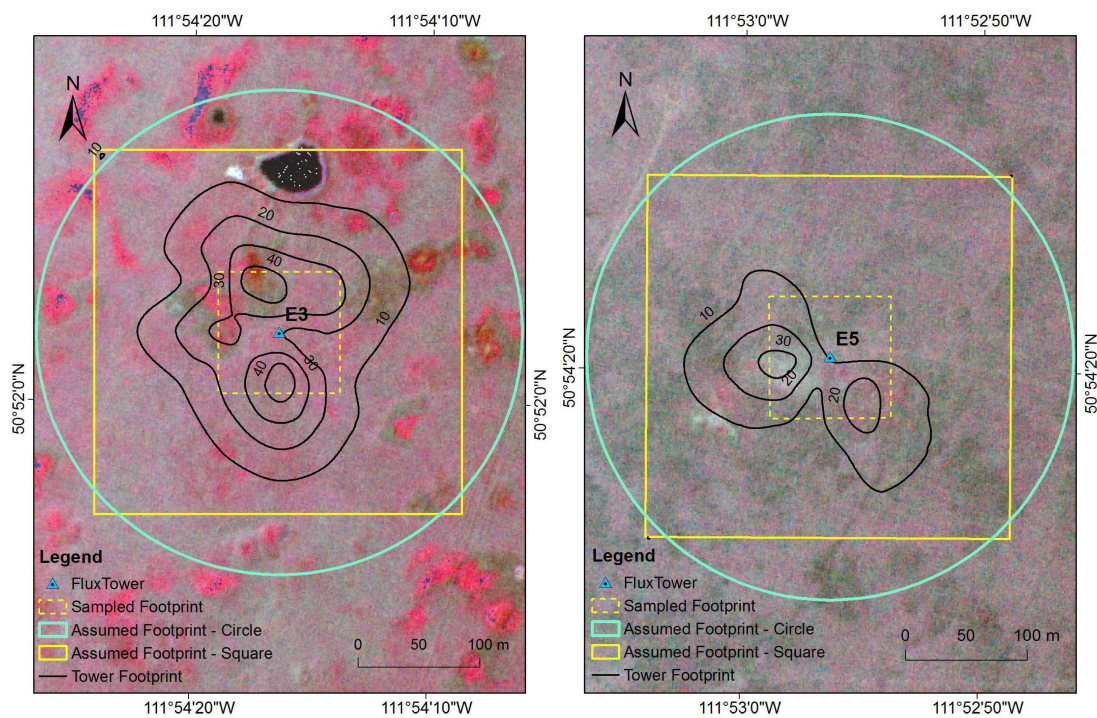 111°54'20"W 111°54'10"W
N
10
20
40
30
E3
10
40
30
50°52'0"N
50°52'0"N
Legend
FluxTower
Sampled Footprint
Assumed Footprint - Circle
Assumed Footprint - Square
Tower Footprint
0 50 100 m
111°54'20"W 111°54'10"W
111°53'0"W 111°52'50"W
N
10
30
E5
20
20
50°54'20"N
50°54'20"N
Legend
FluxTower
Sampled Footprint
Assumed Footprint - Circle
Assumed Footprint - Square
Tower Footprint
0 50 100 m
111°53'0"W 111°52'50"W